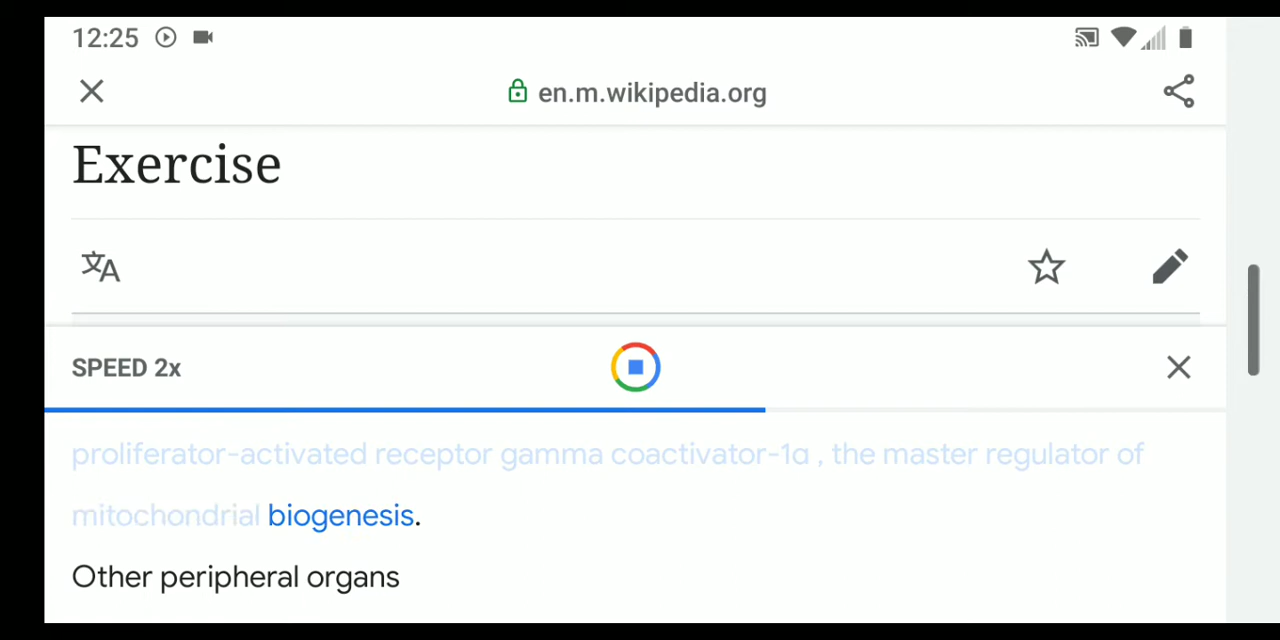 12:25
en.m.wikipedia.org
Exercise
SPEED 2x
proliferator-activated receptor gamma coactivator-1α , the master regulator of
mitochondrial biogenesis.
Other peripheral organs